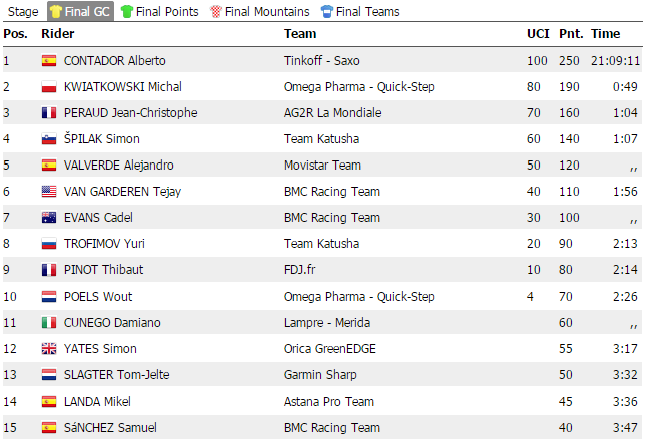 Stage Final GC Final Points Final Mountains Final Teams
Pos. Rider Team UCI Pnt. Time
1 CONTADOR Alberto Tinkoff - Saxo 100 250 21:09:11
2 KWIATKOWSKI Michal Omega Pharma - Quick-Step 80 190 0:49
3 PERAUD Jean-Christophe AG2R La Mondiale 70 160 1:04
4 ŠPILAK Simon Team Katusha 60 140 1:07
5 VALVERDE Alejandro Movistar Team 50 120 ,,
6 VAN GARDEREN Tejay BMC Racing Team 40 110 1:56
7 EVANS Cadel BMC Racing Team 30 100 ,,
8 TROFIMOV Yuri Team Katusha 20 90 2:13
9 PINOT Thibaut FDJ.fr 10 80 2:14
10 POELS Wout Omega Pharma - Quick-Step 4 70 2:26
11 CUNEGO Damiano Lampre - Merida 60 ,,
12 YATES Simon Orica GreenEDGE 55 3:17
13 SLAGTER Tom-Jelte Garmin Sharp 50 3:32
14 LANDA Mikel Astana Pro Team 45 3:36
15 SáNCHEZ Samuel BMC Racing Team 40 3:47